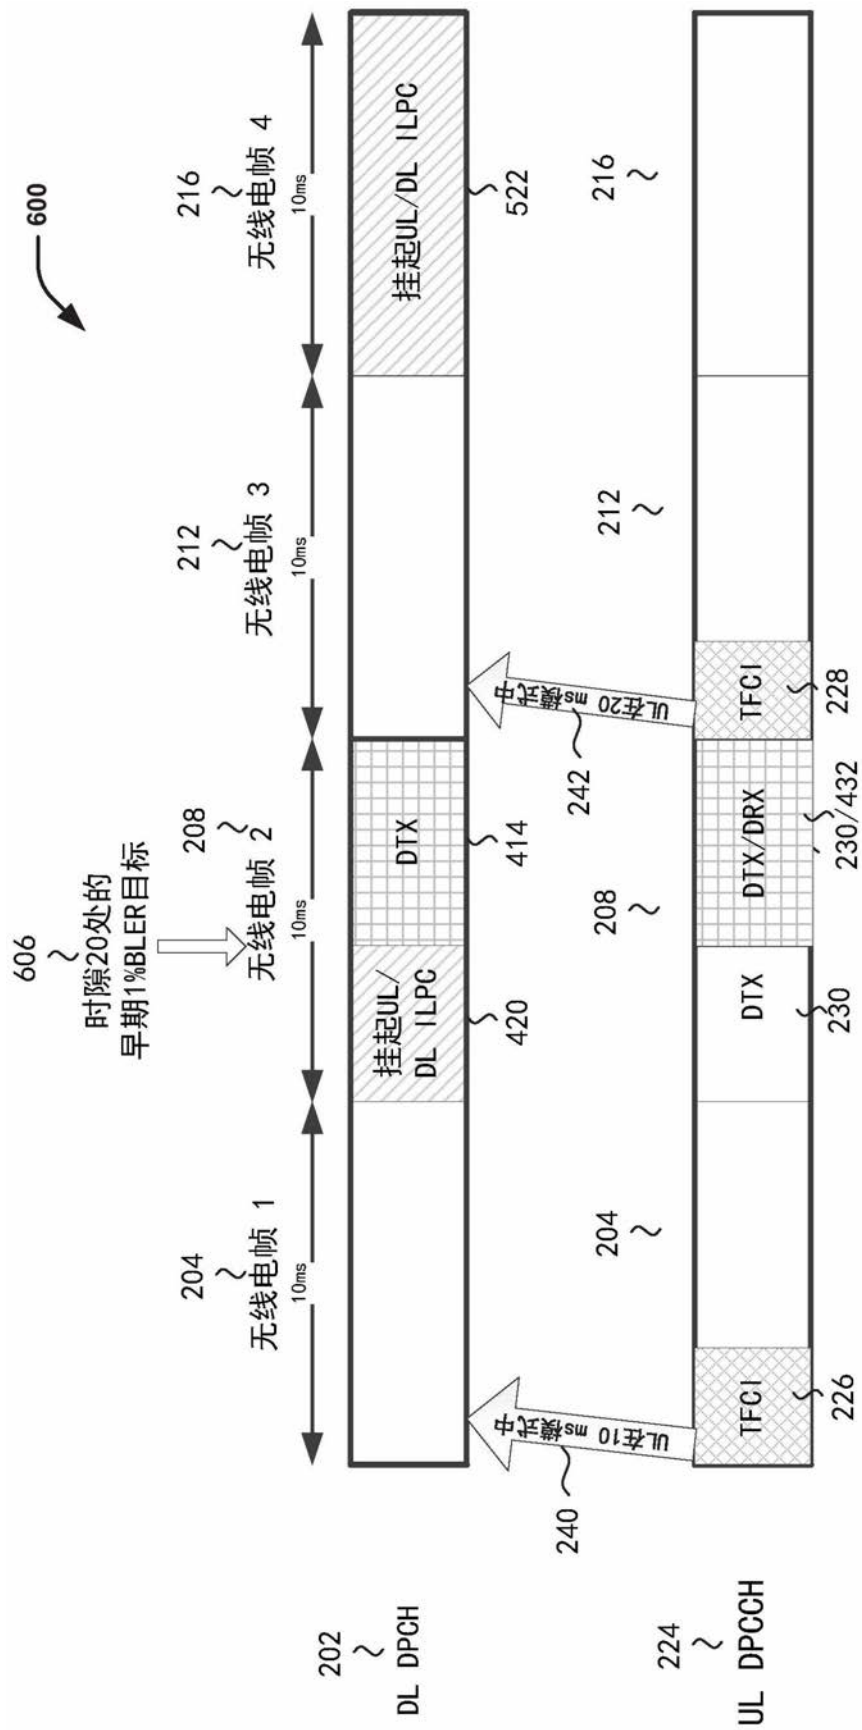 600
606
时隙20处的
早期1%BLER目标
204
无线电帧 1
10ms
208
无线电帧 2
10ms
212
无线电帧 3
10ms
216
无线电帧 4
10ms
202
DL DPCH
挂起UL/
DL ILPC
420
DTX
414
挂起UL/DL ILPC
522
240
UL在10 ms模式中
242
UL在20 ms模式中
204
208
212
216
224
UL DPCCH
TFCI
226
DTX
230
DTX/DRX
230/432
TFCI
228